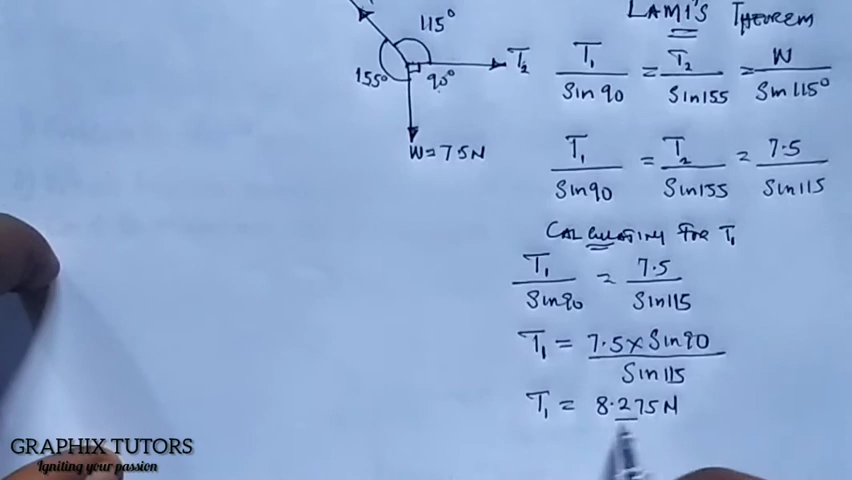 LAMI'S THEOREM
115°
T₂
155°
90°
W = 7.5N
T₁/Sin 90 = T₂/Sin155 = W/Sin 115°
T₁/Sin90 = T₂/Sin155 = 7.5/Sin115
CALCULATING FOR T₁
T₁/Sin90 = 7.5/Sin115
T₁ = 7.5 x Sin90/Sin115
T₁ = 8.275N
GRAPHIX TUTORS
Igniting your passion